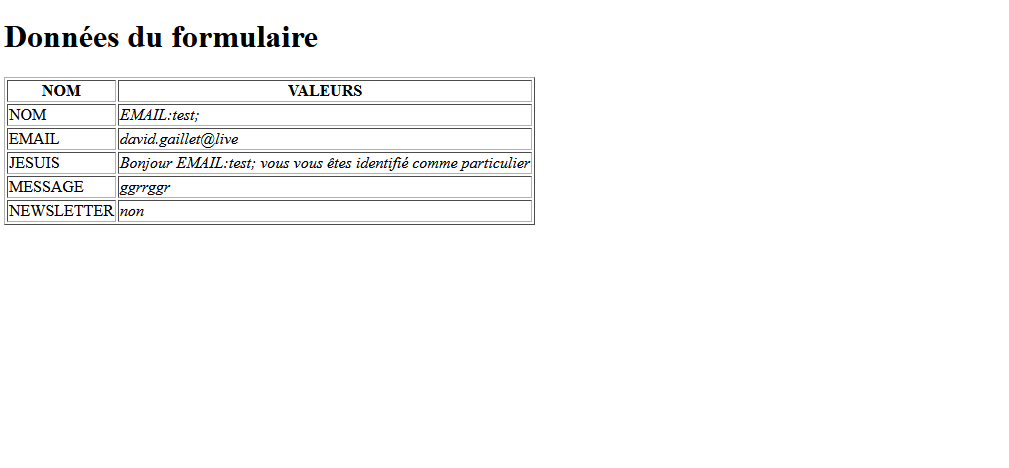 Données du formulaire
NOM VALEURS
NOM EMAIL:test;
EMAIL david.gaillet@live
JESUIS Bonjour EMAIL:test; vous vous êtes identifié comme particulier
MESSAGE ggrrggr
NEWSLETTER non